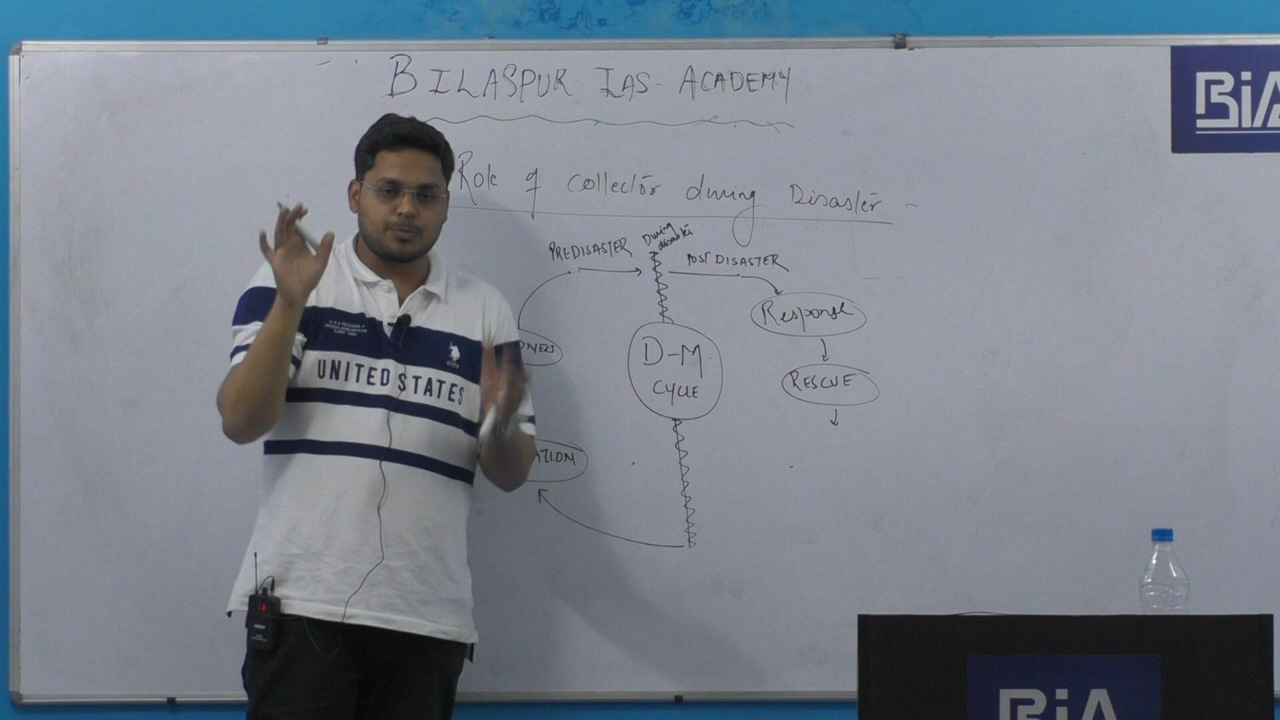 BILASPUR IAS - ACADEMY
BiA
Role of Collector during Disaster -
During
disaster
PREDISASTER
POST DISASTER
Response
D-M
CYCLE
RESCUE
UNITED STATES
BiA